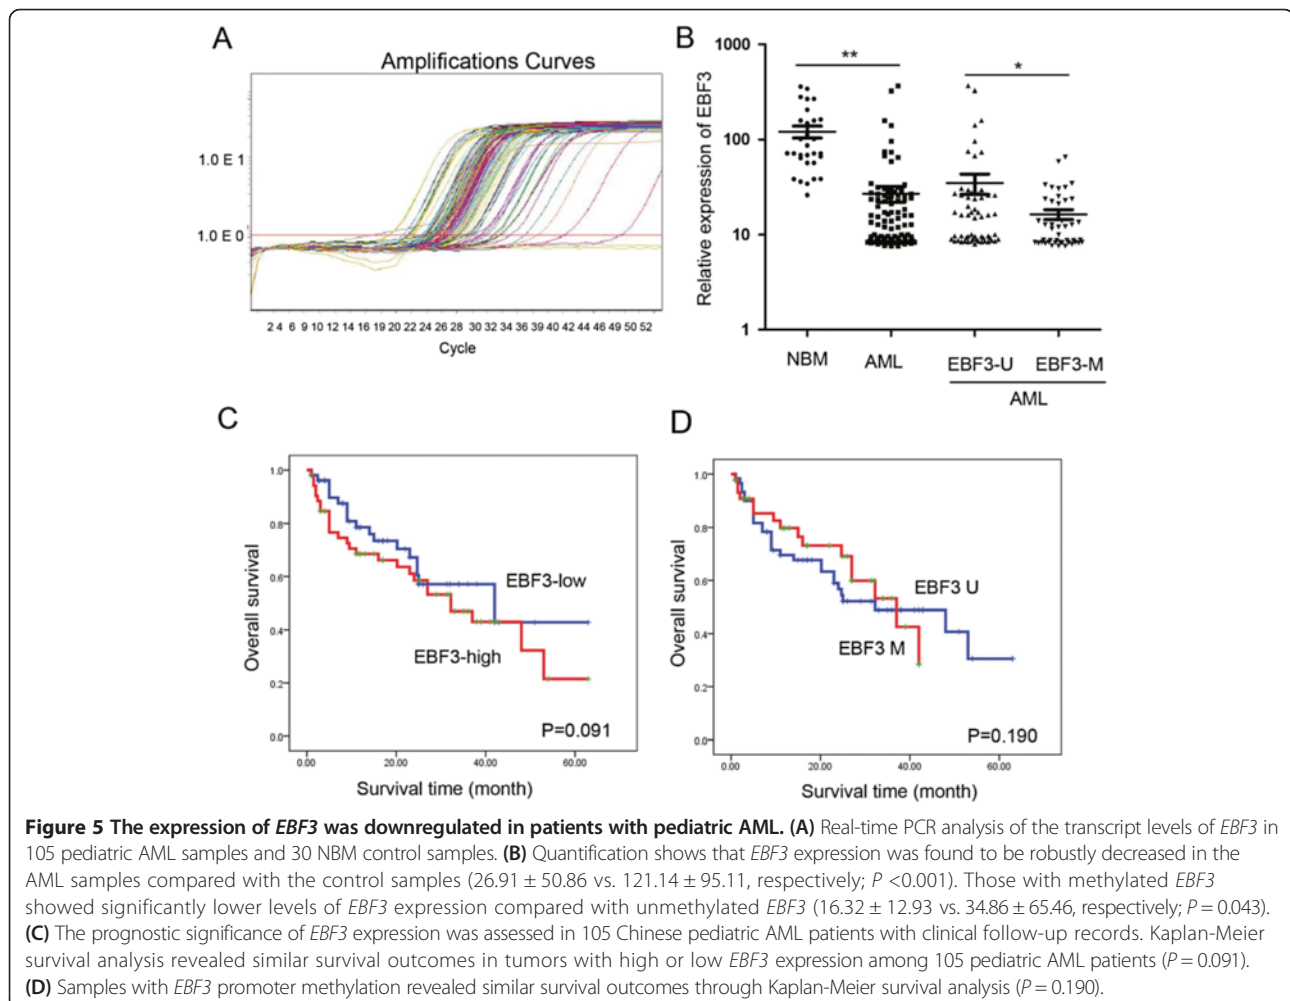 A
Amplifications Curves
1.0 E 1
1.0 E 0
2 4 6 9 10 12 14 16 19 20 22 24 26 28 30 32 34 36 39 40 42 44 46 49 50 52
Cycle
B
Relative expression of EBF3
1000
100
10
1
**
*
NBM AML EBF3-U EBF3-M
AML
C
Overall survival
1.0
0.8
0.6
0.4
0.2
0.0
EBF3-low
EBF3-high
P=0.091
0.00 20.00 40.00 60.00
Survival time (month)
D
Overall survival
1.0
0.8
0.6
0.4
0.2
0.0
EBF3 U
EBF3 M
P=0.190
0.00 20.00 40.00 60.00
Survival time (month)
Figure 5 The expression of EBF3 was downregulated in patients with pediatric AML. (A) Real-time PCR analysis of the transcript levels of EBF3 in
105 pediatric AML samples and 30 NBM control samples. (B) Quantification shows that EBF3 expression was found to be robustly decreased in the
AML samples compared with the control samples (26.91 ± 50.86 vs. 121.14 ± 95.11, respectively; P <0.001). Those with methylated EBF3
showed significantly lower levels of EBF3 expression compared with unmethylated EBF3 (16.32 ± 12.93 vs. 34.86 ± 65.46, respectively; P = 0.043).
(C) The prognostic significance of EBF3 expression was assessed in 105 Chinese pediatric AML patients with clinical follow-up records. Kaplan-Meier
survival analysis revealed similar survival outcomes in tumors with high or low EBF3 expression among 105 pediatric AML patients (P = 0.091).
(D) Samples with EBF3 promoter methylation revealed similar survival outcomes through Kaplan-Meier survival analysis (P = 0.190).